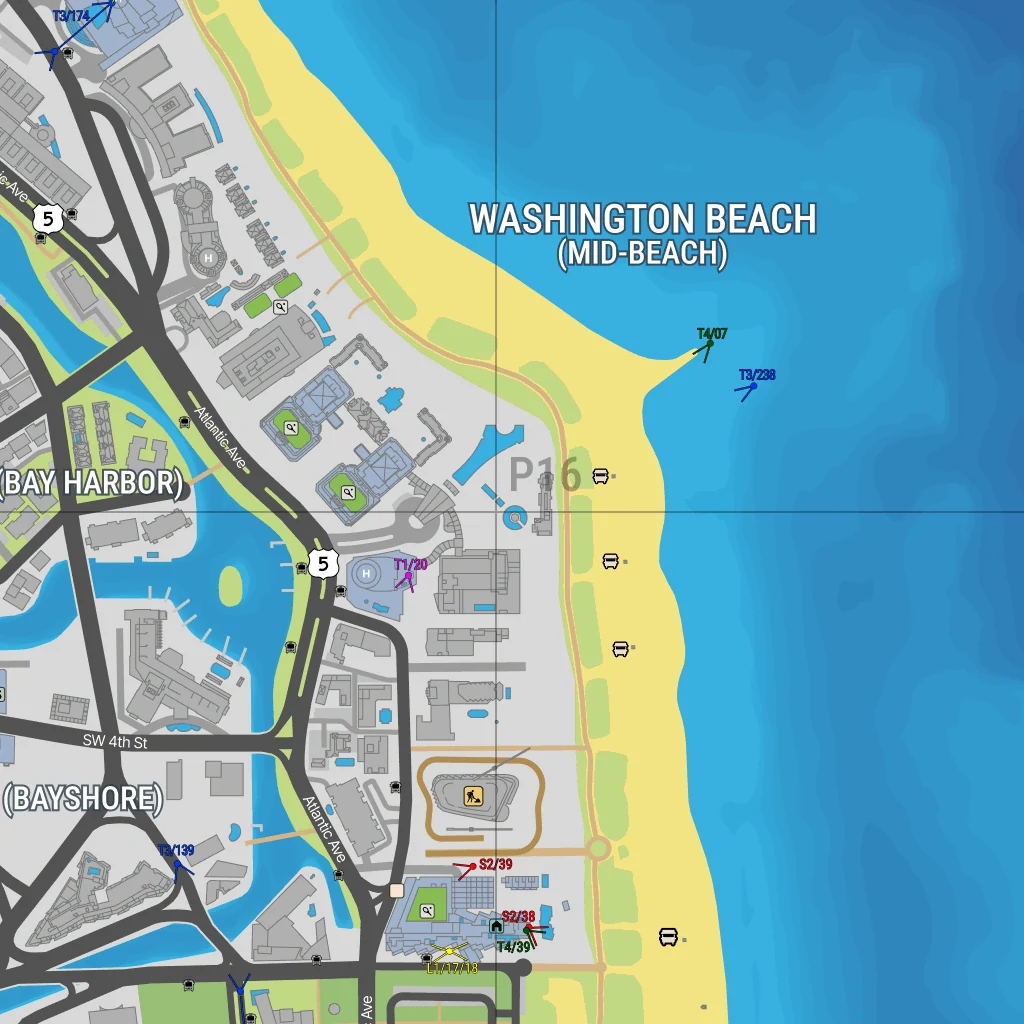 T3/174
ic Ave
5
WASHINGTON BEACH
(MID-BEACH)
H
T4/07
T3/238
Atlantic Ave
(BAY HARBOR)
P16
5
H
T1/20
SW 4th St
(BAYSHORE)
Atlantic Ave
T3/139
S2/39
S2/38
T4/39
L1/17/18
Ave